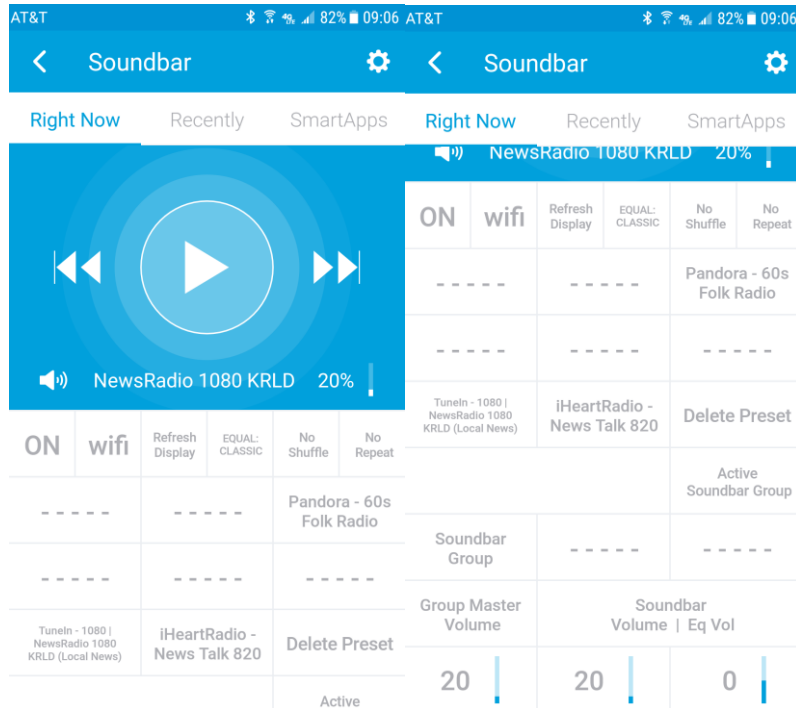 AT&T 4G 82% 09:06
Soundbar
Right Now Recently SmartApps
NewsRadio 1080 KRLD 20%
ON wifi Refresh Display EQUAL: CLASSIC No Shuffle No Repeat
- - - - - - - - - - Pandora - 60s Folk Radio
- - - - - - - - - - - - - - -
TuneIn - 1080 | NewsRadio 1080 KRLD (Local News) iHeartRadio - News Talk 820 Delete Preset
Active
AT&T 4G 82% 09:06
Soundbar
Right Now Recently SmartApps
NewsRadio 1080 KRLD 20%
ON wifi Refresh Display EQUAL: CLASSIC No Shuffle No Repeat
- - - - - - - - - - Pandora - 60s Folk Radio
- - - - - - - - - - - - - - -
TuneIn - 1080 | NewsRadio 1080 KRLD (Local News) iHeartRadio - News Talk 820 Delete Preset
Active Soundbar Group
Soundbar Group - - - - - - - - - -
Group Master Volume Soundbar Volume | Eq Vol
20 20 0